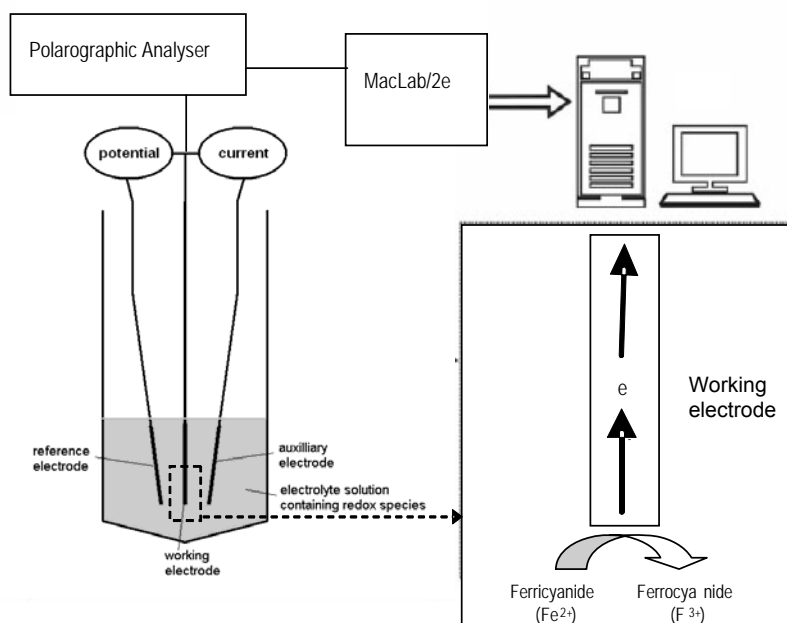 Polarographic Analyser
MacLab/2e
potential
current
reference
electrode
auxilliary
electrode
electrolyte solution
containing redox species
working
electrode
e
Working
electrode
Ferricyanide
(Fe2+)
Ferrocya nide
(F 3+)